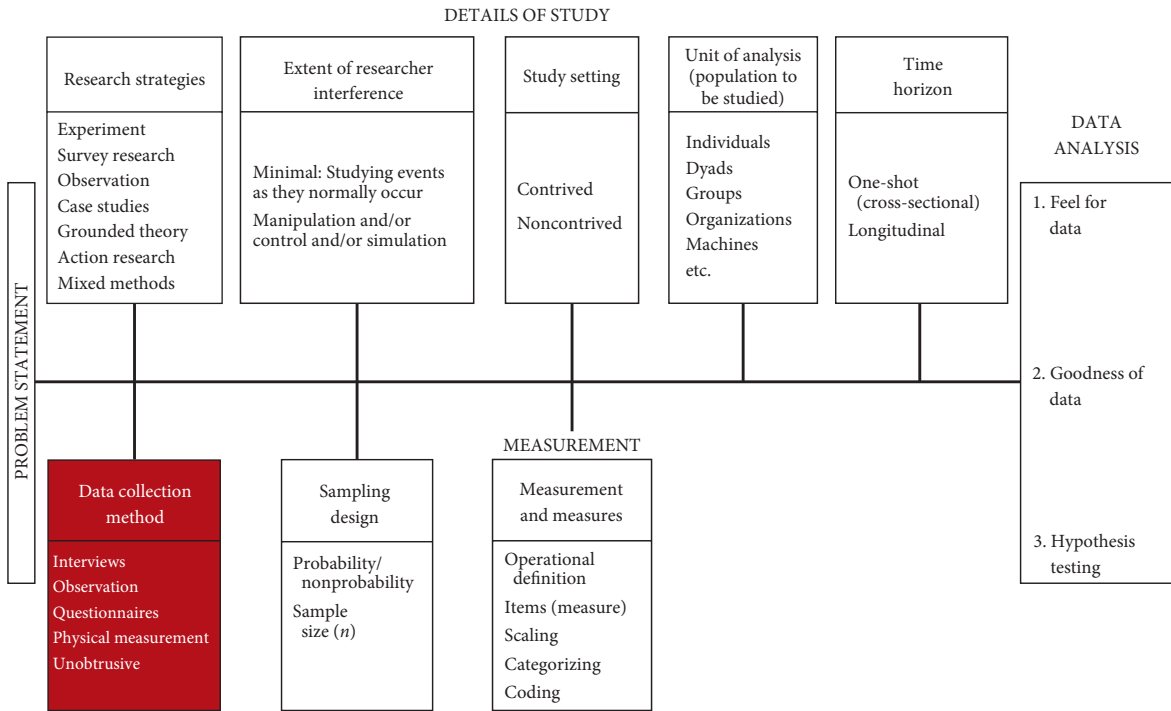 DETAILS OF STUDY
Research strategies
Experiment
Survey research
Observation
Case studies
Grounded theory
Action research
Mixed methods
Extent of researcher
interference
Minimal: Studying events
as they normally occur
Manipulation and/or
control and/or simulation
Study setting
Contrived
Noncontrived
Unit of analysis
(population to
be studied)
Individuals
Dyads
Groups
Organizations
Machines
etc.
Time
horizon
One-shot
(cross-sectional)
Longitudinal
DATA
ANALYSIS
1. Feel for
data
2. Goodness of
data
3. Hypothesis
testing
PROBLEM STATEMENT
Data collection
method
Interviews
Observation
Questionnaires
Physical measurement
Unobtrusive
Sampling
design
Probability/
nonprobability
Sample
size (n)
MEASUREMENT
Measurement
and measures
Operational
definition
Items (measure)
Scaling
Categorizing
Coding